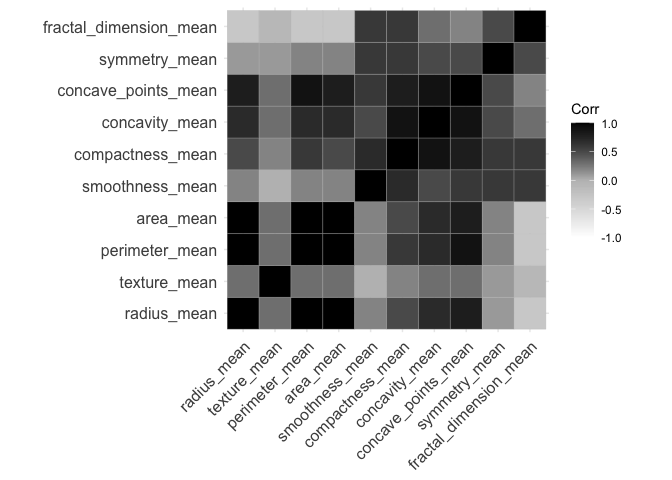 fractal_dimension_mean
symmetry_mean
concave_points_mean
concavity_mean
compactness_mean
smoothness_mean
area_mean
perimeter_mean
texture_mean
radius_mean
radius_mean
texture_mean
perimeter_mean
area_mean
smoothness_mean
compactness_mean
concavity_mean
concave_points_mean
symmetry_mean
fractal_dimension_mean
Corr
1.0
0.5
0.0
-0.5
-1.0